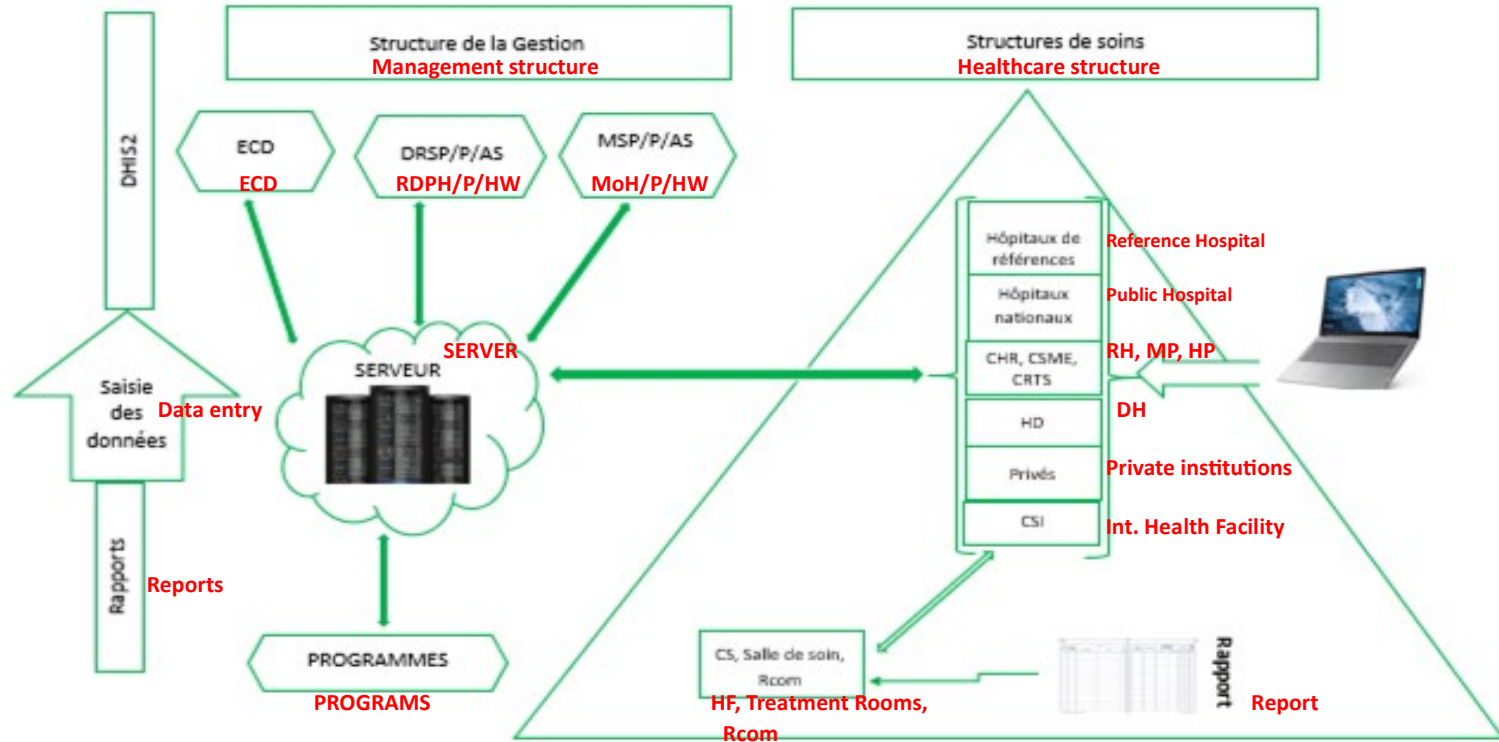 Structure de la Gestion
Management structure
Structures de soins
Healthcare structure
DHIS2
ECD
ECD
DRSP/P/AS
RDPH/P/HW
MSP/P/AS
MoH/P/HW
SERVER
SERVEUR
Saisie
des
données
Data entry
Rapports
Reports
PROGRAMMES
PROGRAMS
Hôpitaux de
références
Reference Hospital
Hôpitaux
nationaux
Public Hospital
CHR, CSME,
CRTS
RH, MP, HP
HD
DH
Privés
Private institutions
CSI
Int. Health Facility
CS, Salle de soin,
Rcom
HF, Treatment Rooms,
Rcom
Rapport
Report